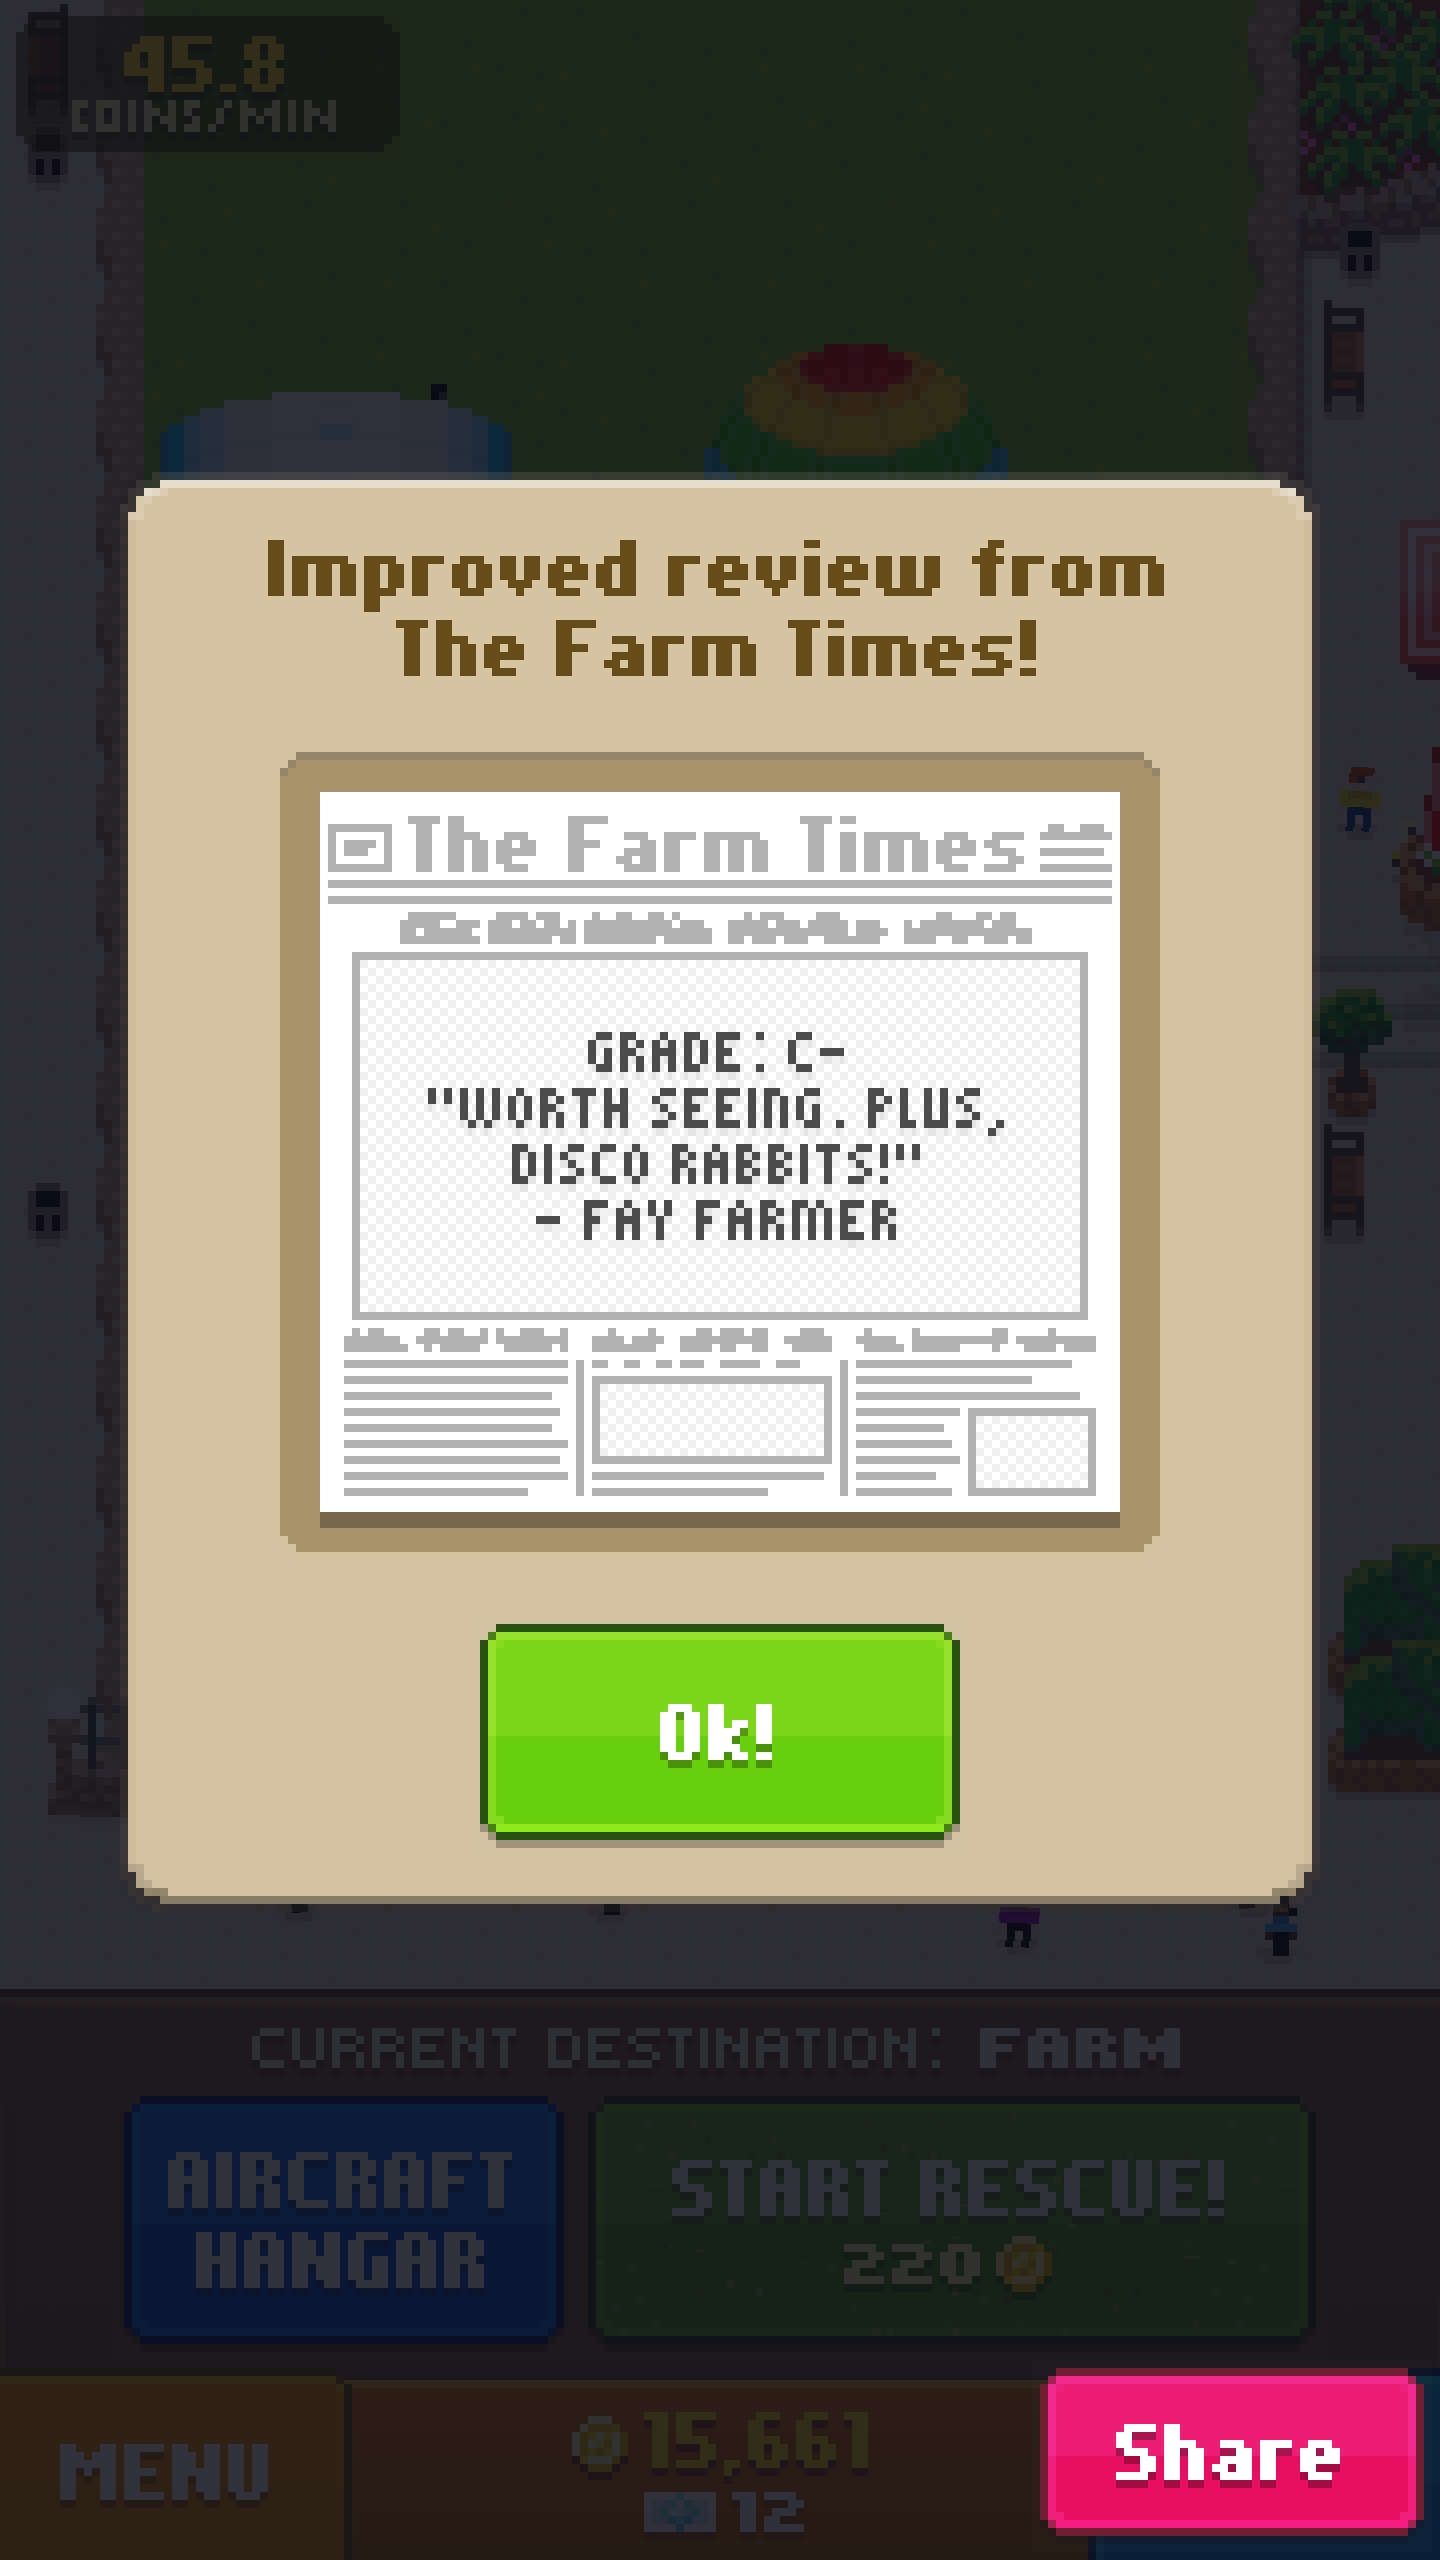 45.8
COINS/MIN
Improved review from
The Farm Times!
The Farm Times
GRADE: C-
"WORTH SEEING. PLUS,
DISCO RABBITS!"
- FAY FARMER
Ok!
CURRENT DESTINATION: FARM
AIRCRAFT
HANGAR
START RESCUE!
220
MENU
15,661
12
Share